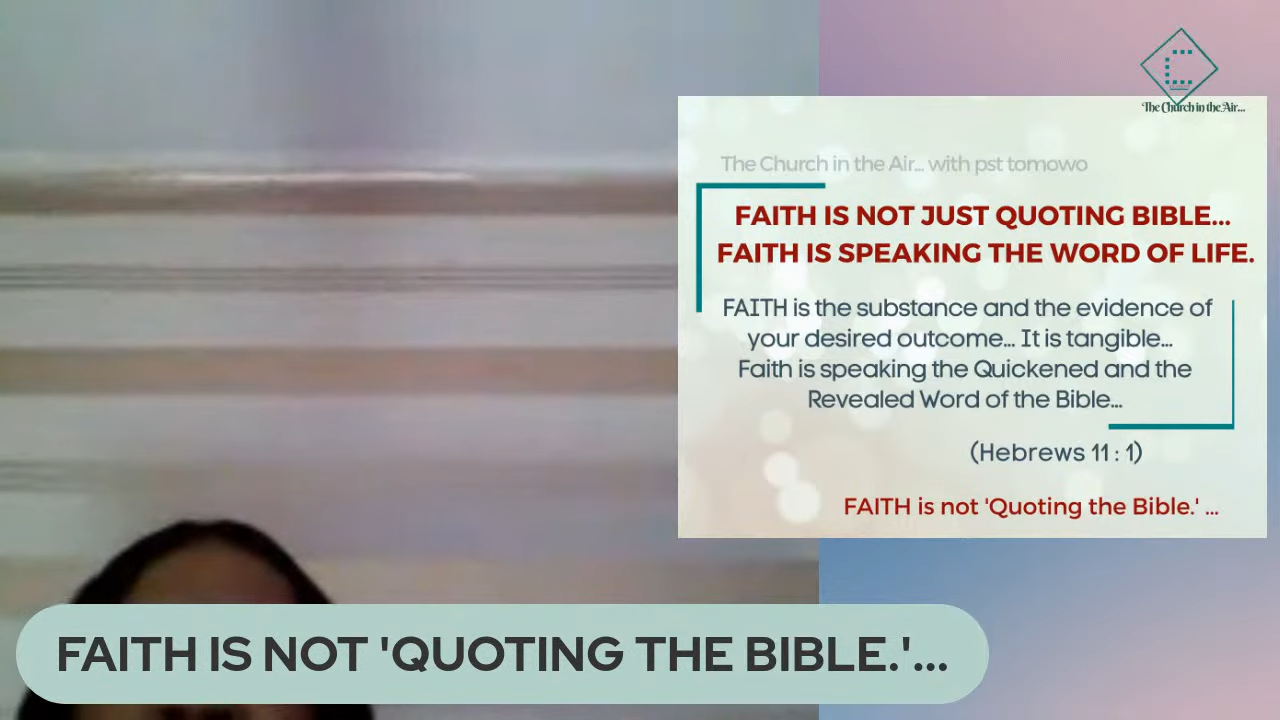 The Church in the Air...
The Church in the Air... with pst tomowo
FAITH IS NOT JUST QUOTING BIBLE...
FAITH IS SPEAKING THE WORD OF LIFE.
FAITH is the substance and the evidence of
your desired outcome... It is tangible...
Faith is speaking the Quickened and the
Revealed Word of the Bible...
(Hebrews 11 : 1)
FAITH is not 'Quoting the Bible.' ...
FAITH IS NOT 'QUOTING THE BIBLE.'...